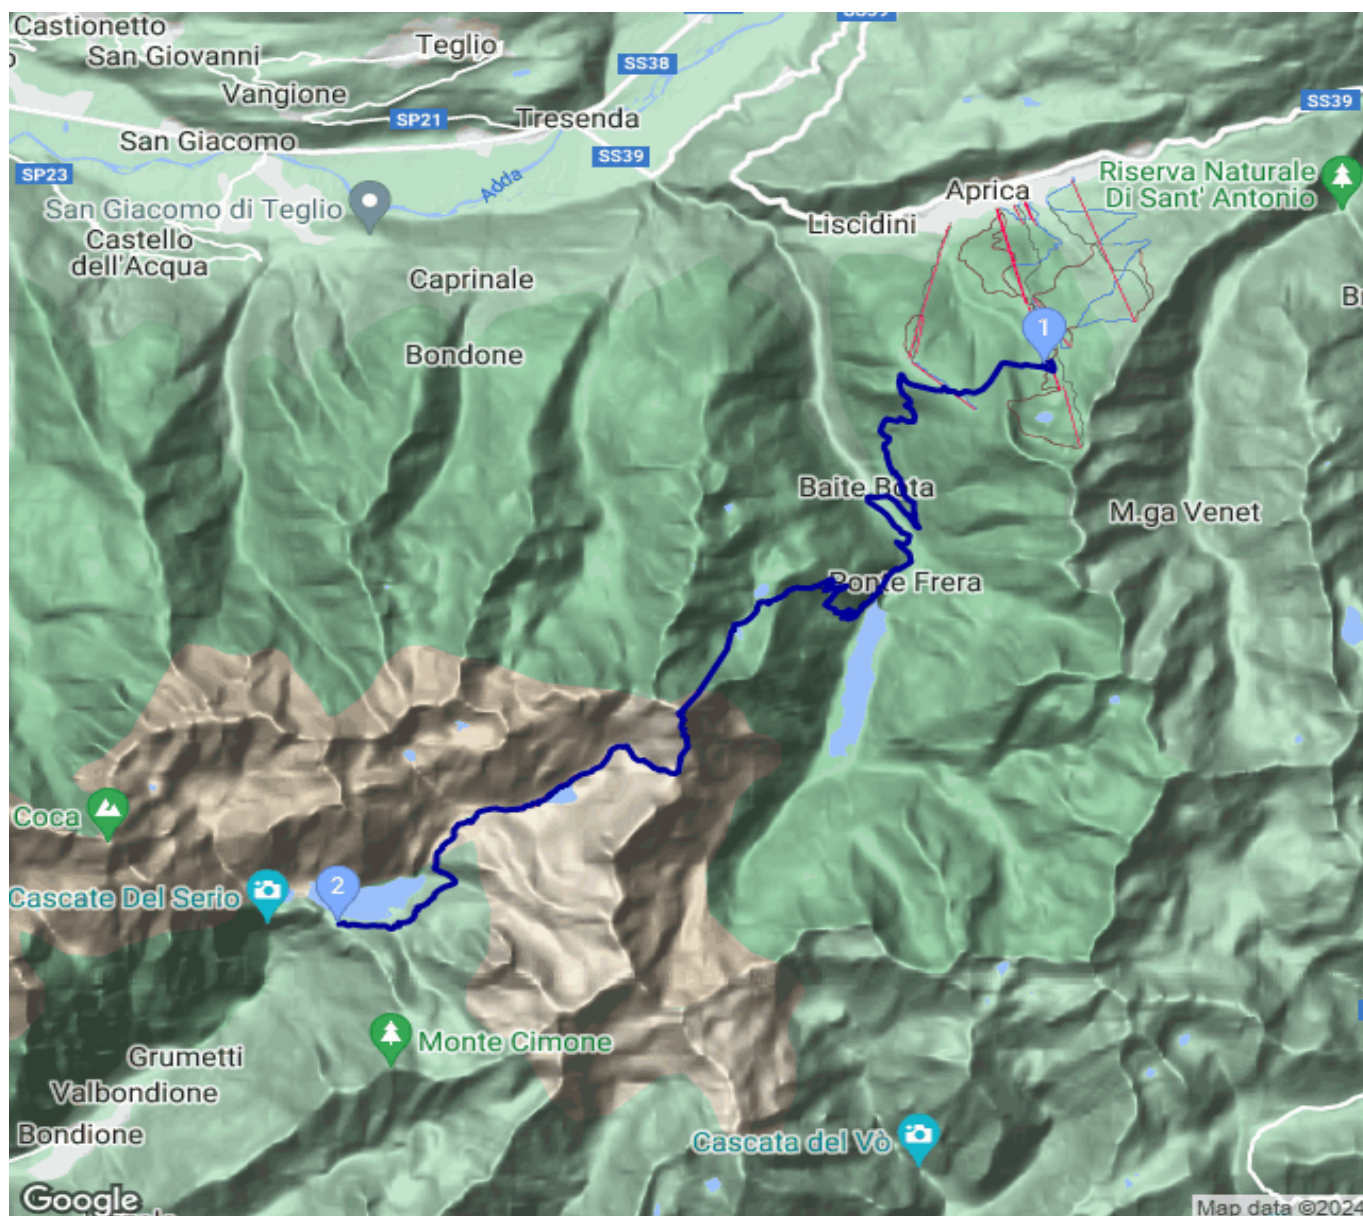 Castionetto
San Giovanni
Teglio
SS39
SS38
Vangione
SP21
Tresenda
SS39
San Giacomo
SS39
SP23
Adda
Riserva Naturale
Di Sant' Antonio
Aprica
San Giacomo di Teglio
Liscidini
Castello
dell'Acqua
Caprinale
1
Bondone
Baite Bota
M.ga Venet
Ponte Frera
Coca
2
Cascate Del Serio
Monte Cimone
Grumetti
Valbondione
Bondione
Cascata del Vò
Google
Map data ©2024